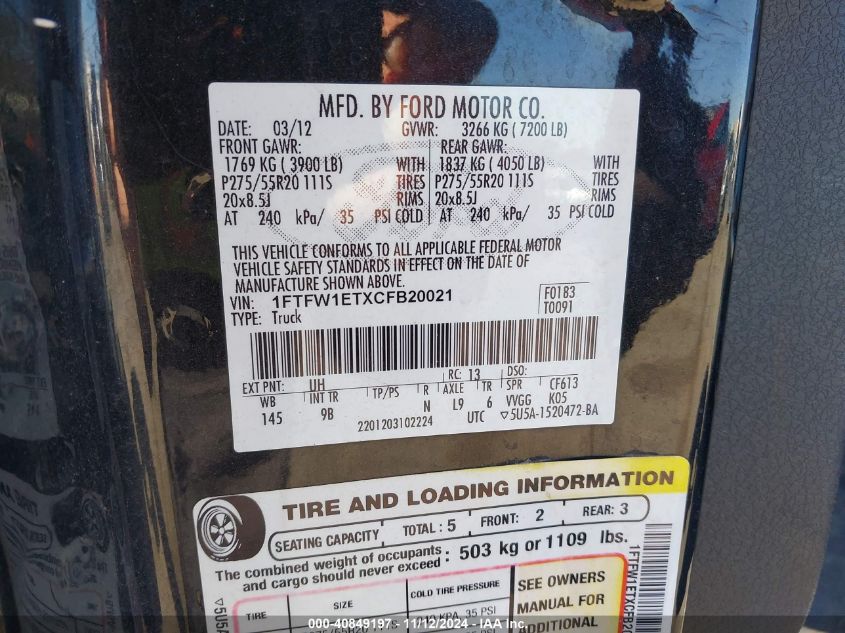 MFD. BY FORD MOTOR CO.
DATE: 03/12 GVWR: 3266 KG ( 7200 LB)
FRONT GAWR: REAR GAWR:
1769 KG ( 3900 LB) WITH 1837 KG ( 4050 LB) WITH
P275/55R20 111S TIRES P275/55R20 111S TIRES
20x8.5J RIMS 20x8.5J RIMS
AT 240 kPa/ 35 PSI COLD AT 240 kPa/ 35 PSI COLD
THIS VEHICLE CONFORMS TO ALL APPLICABLE FEDERAL MOTOR
VEHICLE SAFETY STANDARDS IN EFFECT ON THE DATE OF
MANUFACTURE SHOWN ABOVE.
VIN: 1FTFW1ETXCFB20021 F0183
TYPE: Truck T0091
EXT PNT: UH RC: 13 DSO:
WB INT TR TP/PS R AXLE TR SPR CF613
145 9B N L9 6 VVGG K05
2201203102224 UTC ▽5U5A-1520472-BA
TIRE AND LOADING INFORMATION
SEATING CAPACITY TOTAL : 5 FRONT: 2 REAR: 3
The combined weight of occupants
and cargo should never exceed : 503 kg or 1109 lbs.
TIRE SIZE COLD TIRE PRESSURE SEE OWNERS
MANUAL FOR
ADDITIONAL
35 PSI
▽5U5A
1FTFW1ETXCFB20
000-40849197 - 11/12/2024 - IAA Inc.